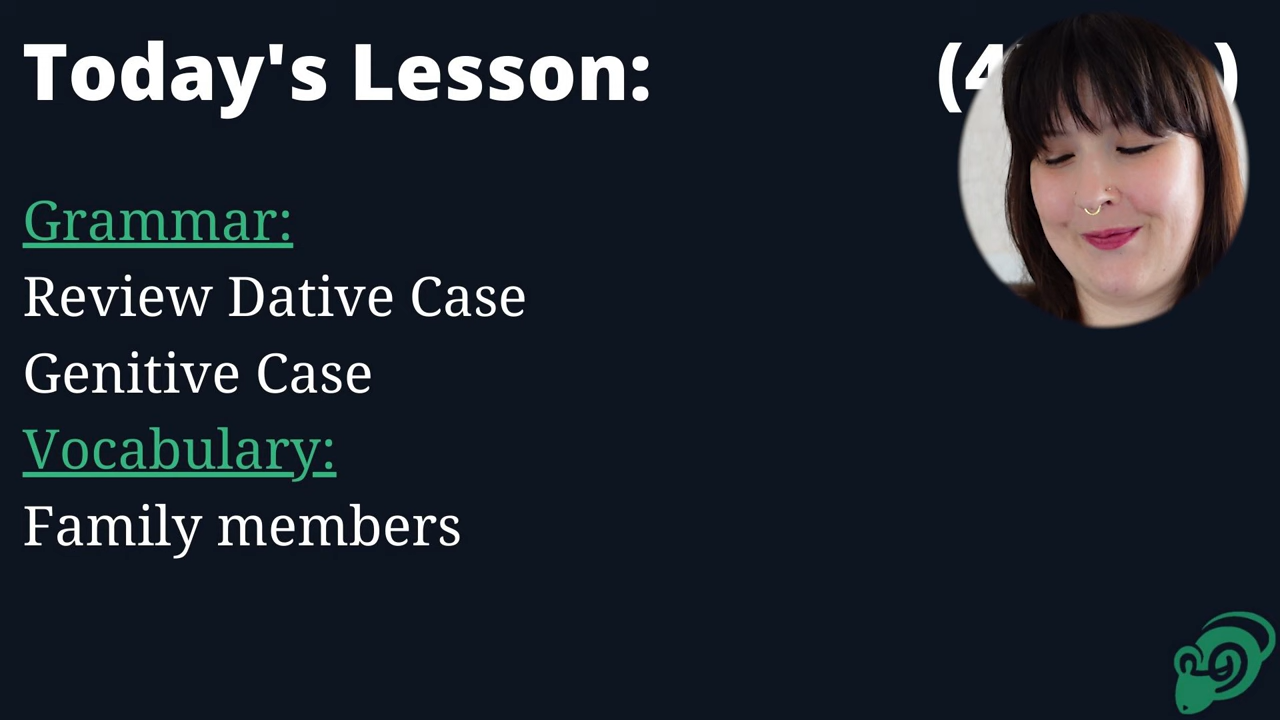 Today's Lesson:
Grammar:
Review Dative Case
Genitive Case
Vocabulary:
Family members